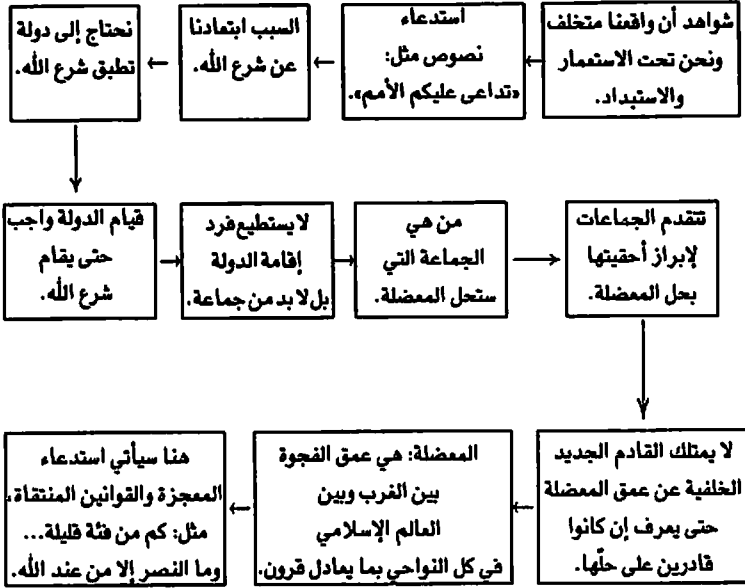 شواهد أن واقعنا متخلف
ونحن تحت الاستعمار
والاستبداد.
استدعاء
نصوص مثل:
«تداعى عليكم الأمم».
السبب ابتعادنا
عن شرع الله.
نحتاج إلى دولة
تطبق شرع الله.
قيام الدولة واجب
حتى يقام
شرع الله.
لا يستطيع فرد
إقامة الدولة
بل لا بد من جماعة.
من هي
الجماعة التي
ستحل المعضلة.
تتقدم الجماعات
لإبراز أحقيتها
بحل المعضلة.
لا يمتلك القادم الجديد
الخلفية عن عمق المعضلة
حتى يعرف إن كانوا
قادرين على حلّها.
المعضلة: هي عمق الفجوة
بين الغرب وبين
العالم الإسلامي
في كل النواحي بما يعادل قرون.
هنا سيأتي استدعاء
المعجزة والقوانين المنتقاة،
مثل: كم من فئة قليلة...
وما النصر إلا من عند الله.